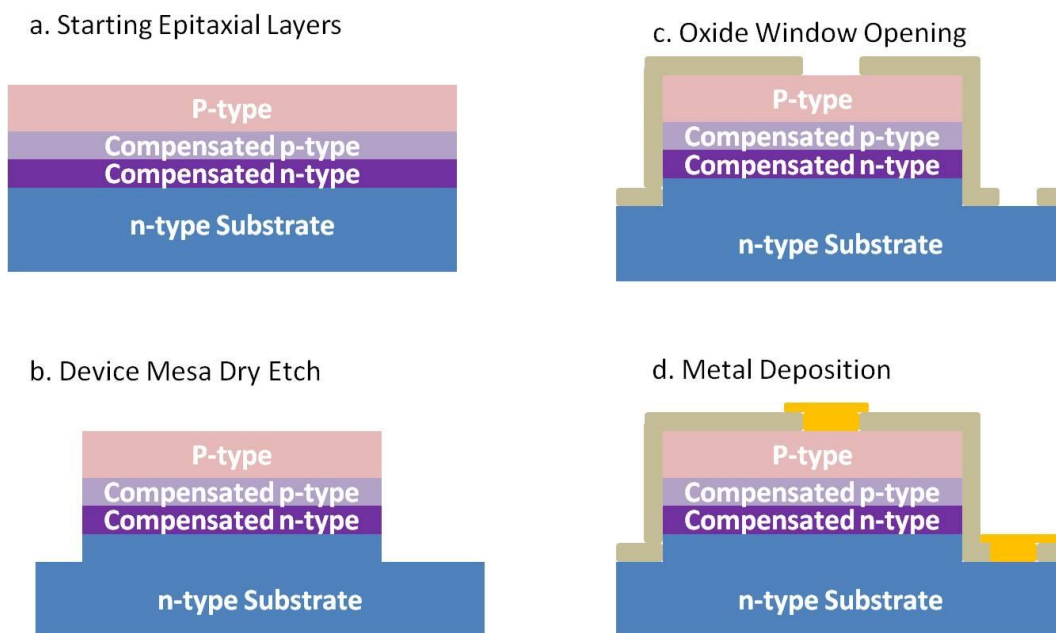 a. Starting Epitaxial Layers
P-type
Compensated p-type
Compensated n-type
n-type Substrate
b. Device Mesa Dry Etch
P-type
Compensated p-type
Compensated n-type
n-type Substrate
c. Oxide Window Opening
P-type
Compensated p-type
Compensated n-type
n-type Substrate
d. Metal Deposition
P-type
Compensated p-type
Compensated n-type
n-type Substrate